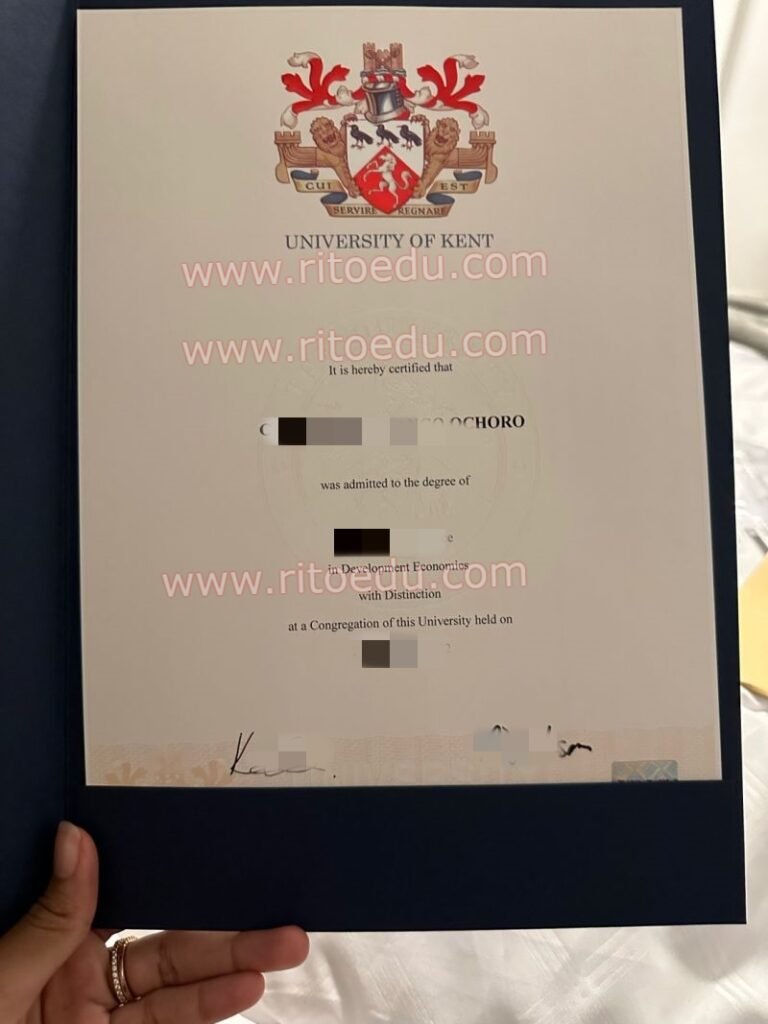 CUI EST
SERVIRE REGNARE
UNIVERSITY OF KENT
www.ritoedu.com
www.ritoedu.com
It is hereby certified that
OCHORO
was admitted to the degree of
in Development Economics
www.ritoedu.com
with Distinction
at a Congregation of this University held on